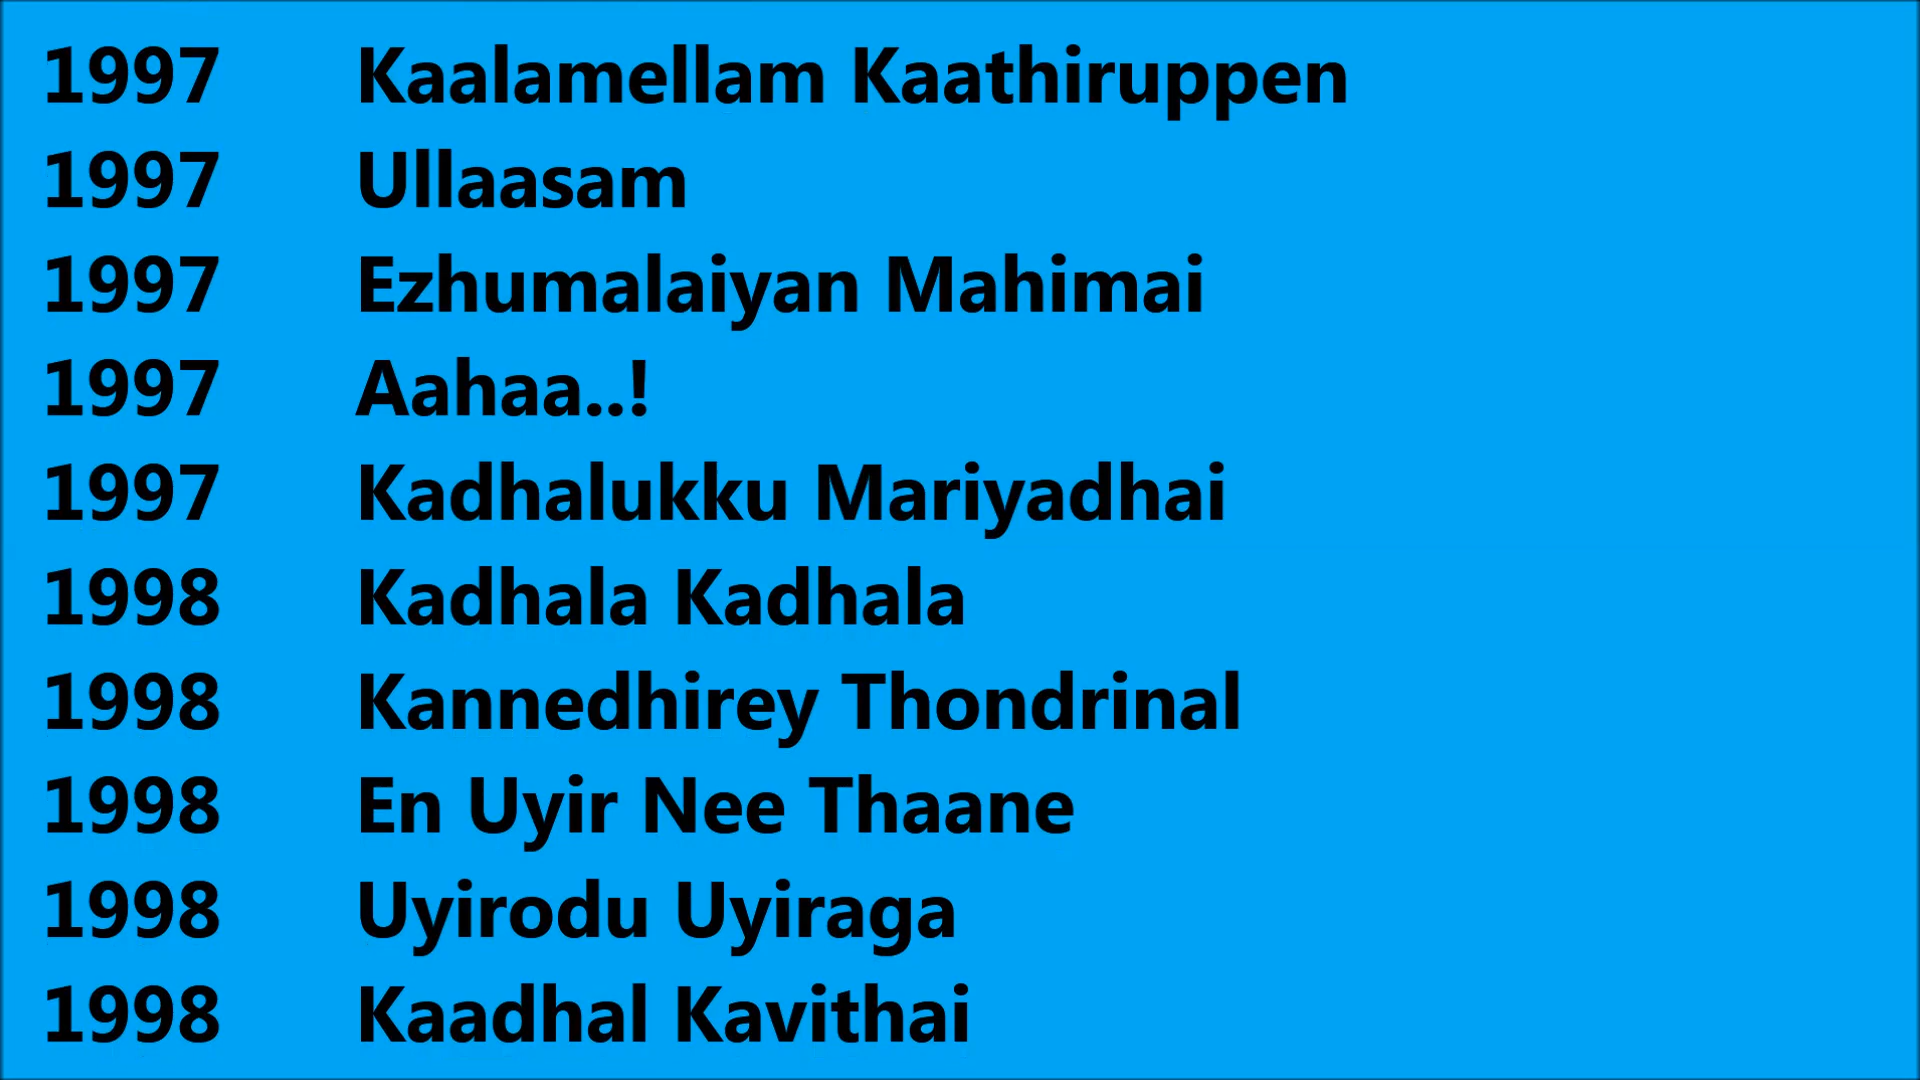 1997 Kaalamellam Kaathiruppen
1997 Ullaasam
1997 Ezhumalaiyan Mahimai
1997 Aahaa..!
1997 Kadhalukku Mariyadhai
1998 Kadhala Kadhala
1998 Kannedhirey Thondrinal
1998 En Uyir Nee Thaane
1998 Uyirodu Uyiraga
1998 Kaadhal Kavithai